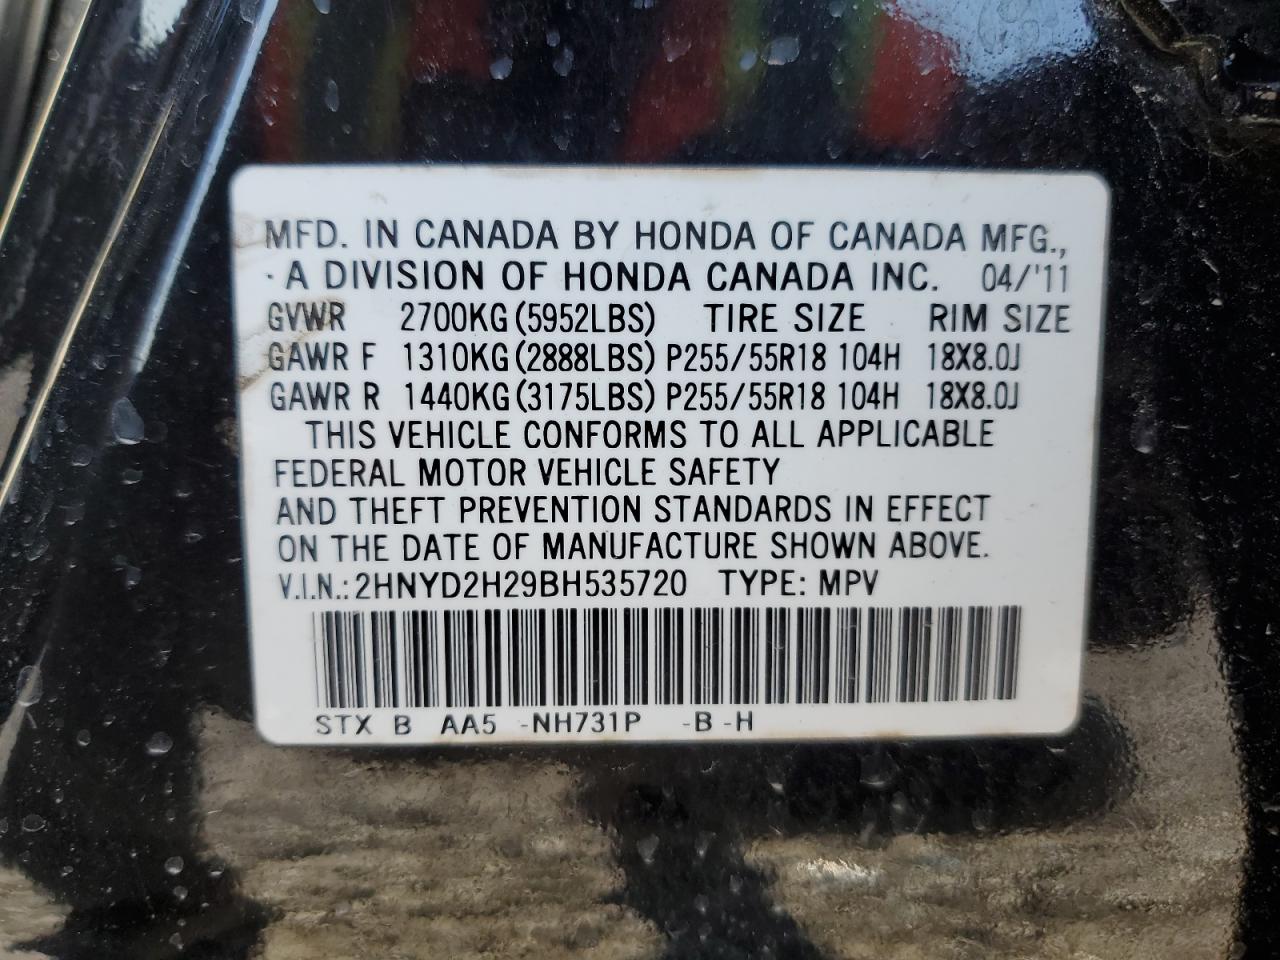 MFD. IN CANADA BY HONDA OF CANADA MFG.,
· A DIVISION OF HONDA CANADA INC. 04/'11
GVWR 2700KG (5952LBS) TIRE SIZE RIM SIZE
GAWR F 1310KG (2888LBS) P255/55R18 104H 18X8.0J
GAWR R 1440KG (3175LBS) P255/55R18 104H 18X8.0J
THIS VEHICLE CONFORMS TO ALL APPLICABLE
FEDERAL MOTOR VEHICLE SAFETY
AND THEFT PREVENTION STANDARDS IN EFFECT
ON THE DATE OF MANUFACTURE SHOWN ABOVE.
V.I.N.: 2HNYD2H29BH535720 TYPE: MPV
STX B AA5 -NH731P -B -H